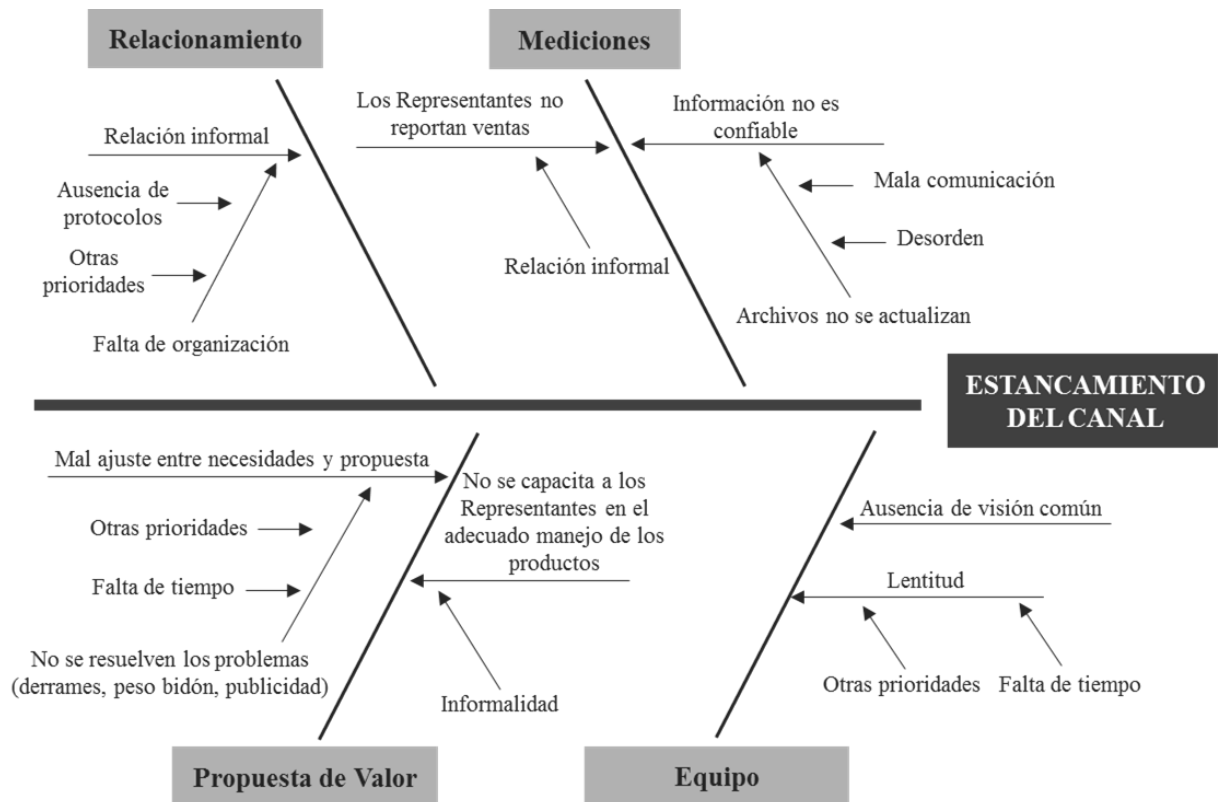 Relacionamiento
Mediciones
Los Representantes no
reportan ventas
Información no es
confiable
Relación informal
Ausencia de
protocolos
Mala comunicación
Otras
prioridades
Desorden
Relación informal
Falta de organización
Archivos no se actualizan
ESTANCAMIENTO
DEL CANAL
Mal ajuste entre necesidades y propuesta
No se capacita a los
Representantes en el
adecuado manejo de los
productos
Otras prioridades
Falta de tiempo
No se resuelven los problemas
(derrames, peso bidón, publicidad)
Informalidad
Ausencia de visión común
Lentitud
Otras prioridades
Falta de tiempo
Propuesta de Valor
Equipo